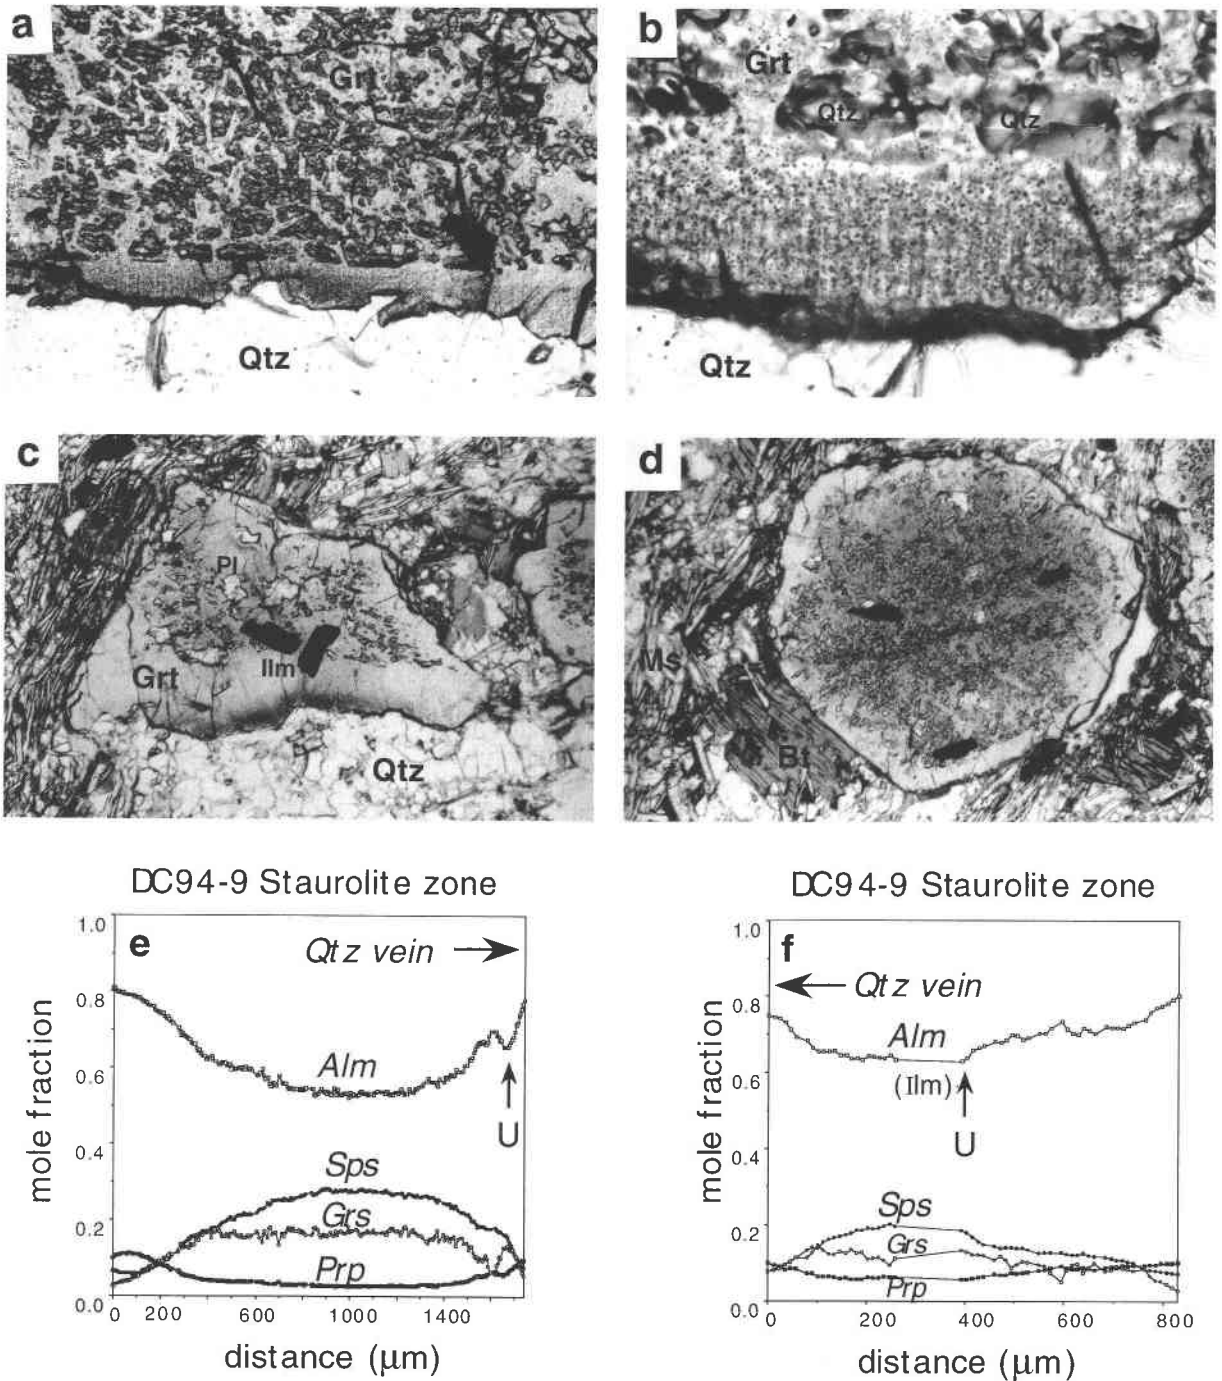 a
Grt
Qtz
b
Grt
Qtz
Qtz
Qtz
c
Pl
Ilm
Grt
Qtz
d
Ms
Bt
DC94-9 Staurolite zone
e
Qtz vein
Alm
U
Sps
Grs
Prp
1.0
0.8
0.6
0.4
0.2
0.0
0 200 600 1000 1400
mole fraction
distance (μm)
DC94-9 Staurolite zone
f
Qtz vein
Alm
(Ilm)
U
Sps
Grs
Prp
1.0
0.8
0.6
0.4
0.2
0.0
0 200 400 600 800
mole fraction
distance (μm)